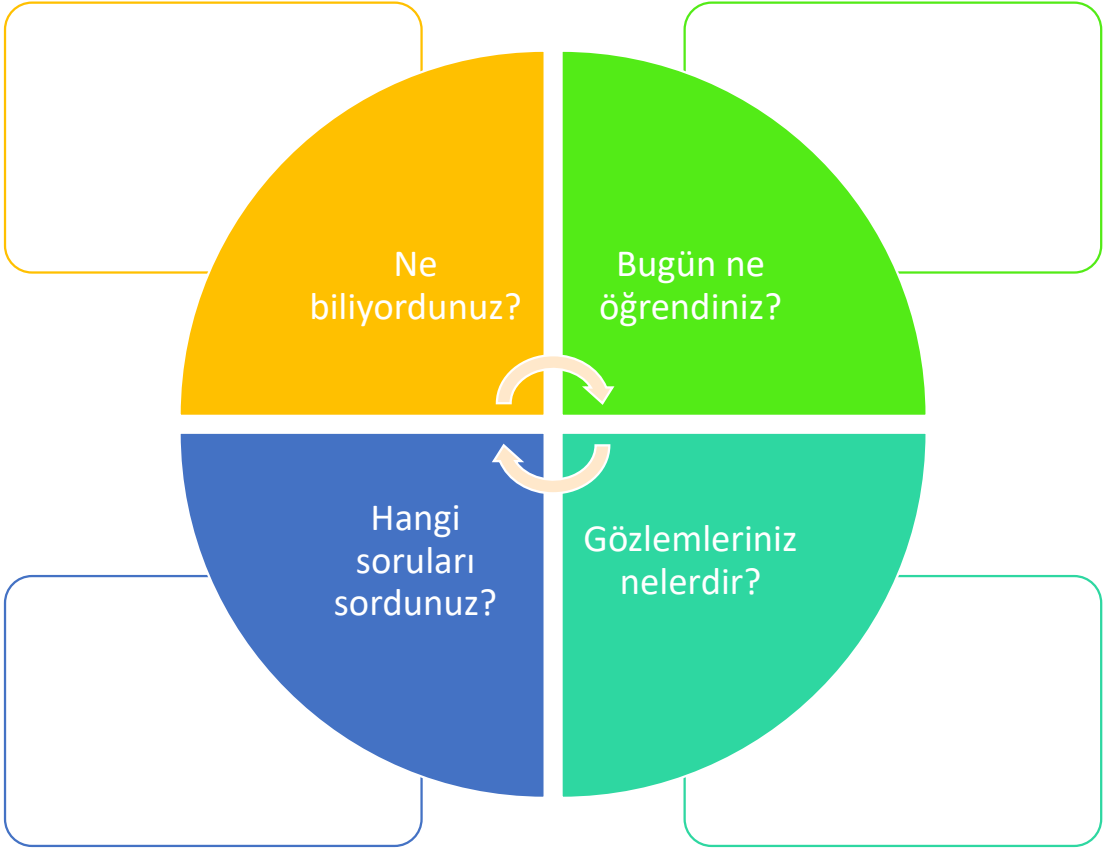 Ne
biliyordunuz?
Bugün ne
öğrendiniz?
Hangi
soruları
sordunuz?
Gözlemleriniz
nelerdir?